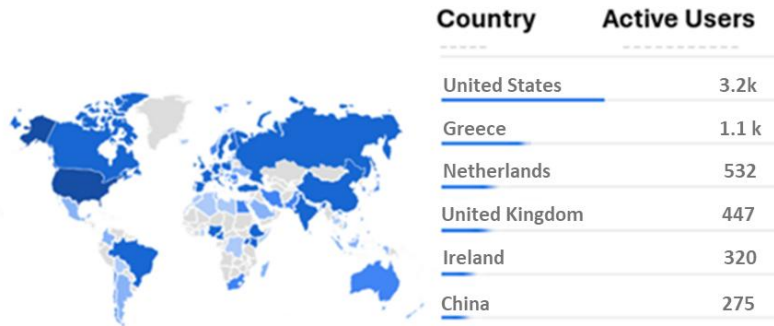 Country Active Users
United States 3.2k
Greece 1.1 k
Netherlands 532
United Kingdom 447
Ireland 320
China 275